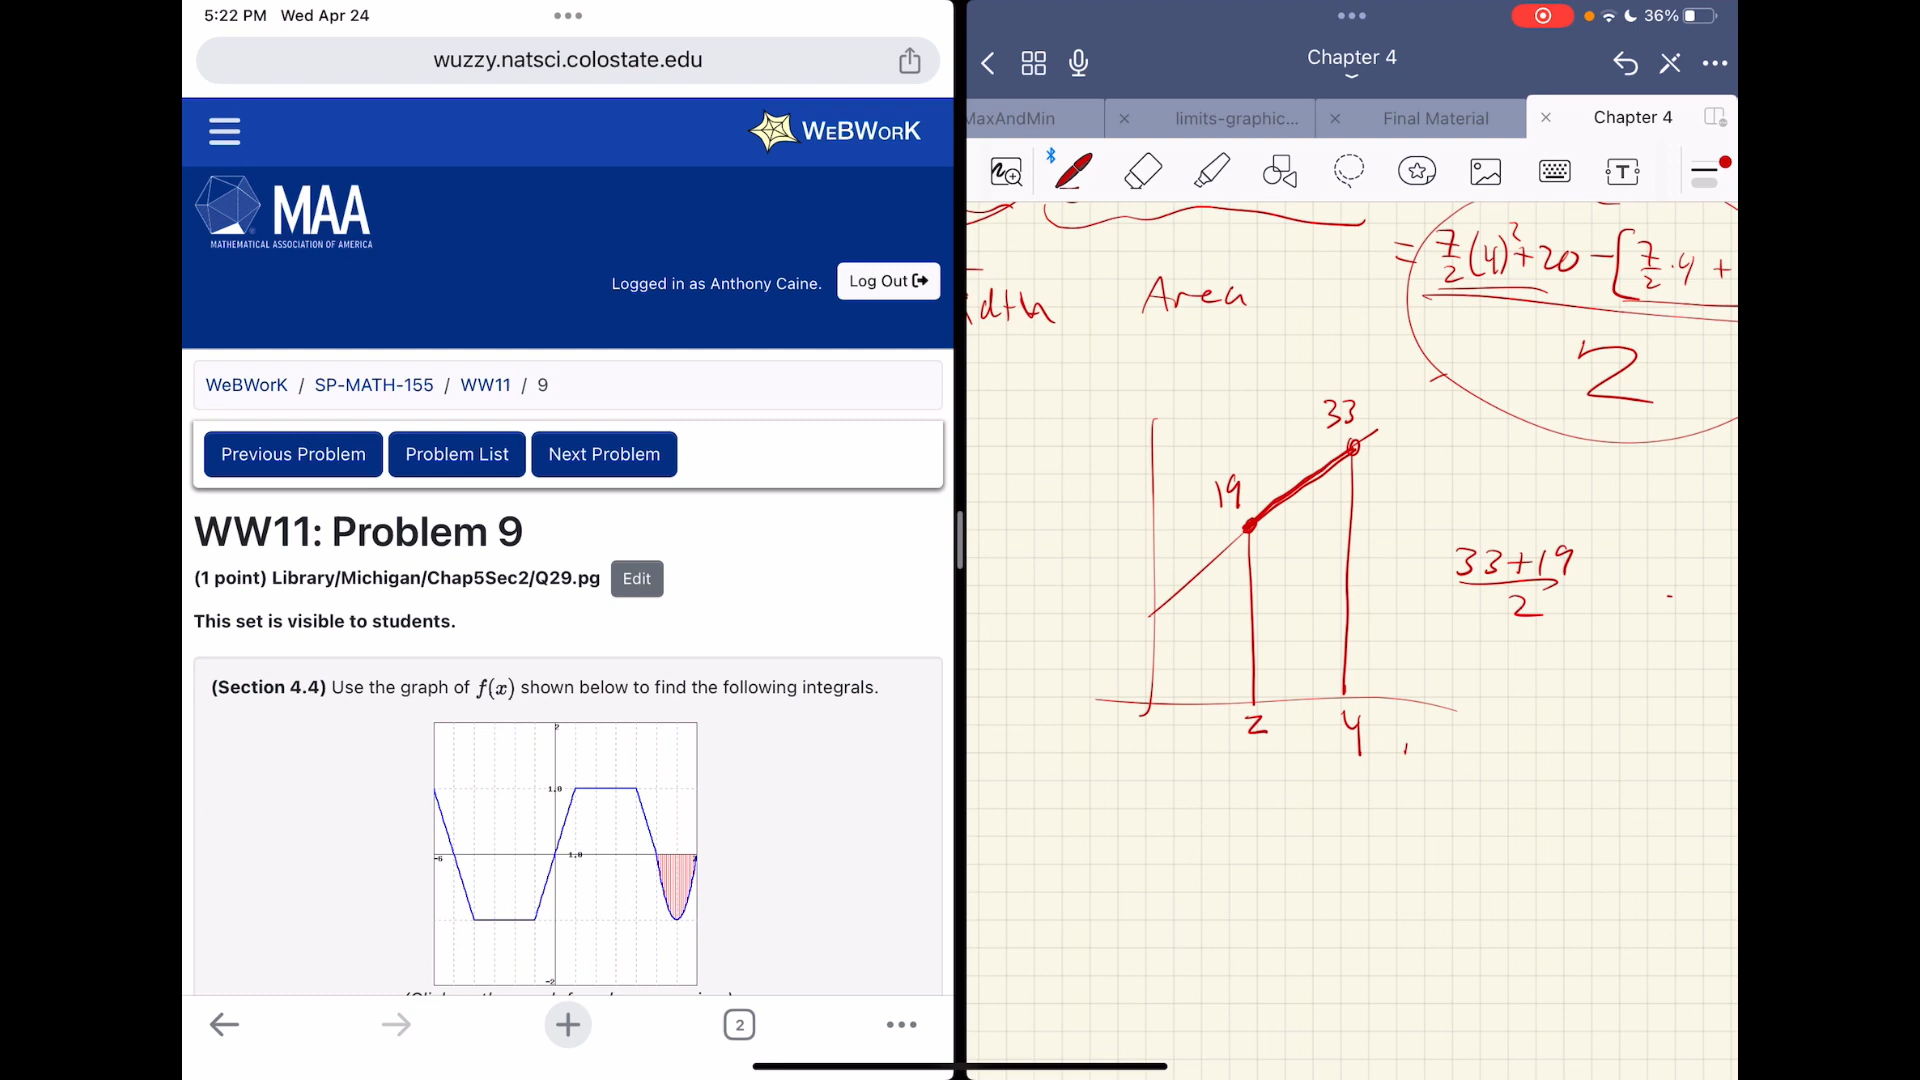 5:22 PM Wed Apr 24
wuzzy.natsci.colostate.edu
WeBWorK
MAA
MATHEMATICAL ASSOCIATION OF AMERICA
Logged in as Anthony Caine.
Log Out
WeBWorK / SP-MATH-155 / WW11 / 9
Previous Problem
Problem List
Next Problem
WW11: Problem 9
(1 point) Library/Michigan/Chap5Sec2/Q29.pg
Edit
This set is visible to students.
(Section 4.4) Use the graph of f(x) shown below to find the following integrals.
2
1.0
-6
1.0
-2
2
36%
Chapter 4
MaxAndMin
limits-graphic...
Final Material
Chapter 4
T
= 7/2 (4)² + 20 - [7/2 · 4 +
2
dth
Area
33
19
33+19
2
2
4